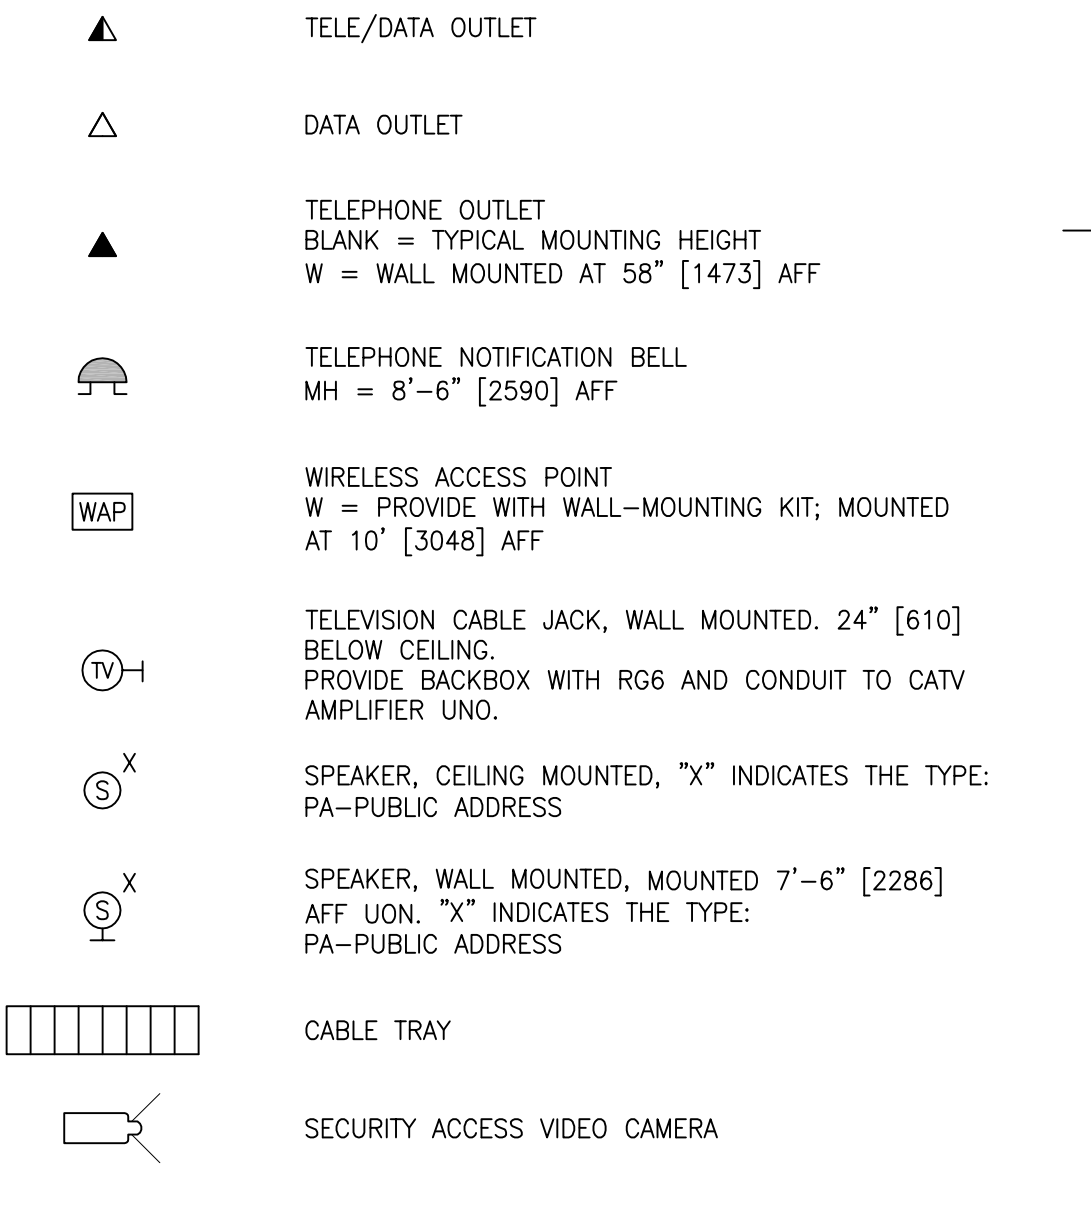 TELE/DATA OUTLET
DATA OUTLET
TELEPHONE OUTLET
BLANK = TYPICAL MOUNTING HEIGHT
W = WALL MOUNTED AT 58" [1473] AFF
TELEPHONE NOTIFICATION BELL
MH = 8'-6" [2590] AFF
WIRELESS ACCESS POINT
WAP W = PROVIDE WITH WALL-MOUNTING KIT; MOUNTED
AT 10' [3048] AFF
TELEVISION CABLE JACK, WALL MOUNTED. 24" [610]
BELOW CEILING.
TV PROVIDE BACKBOX WITH RG6 AND CONDUIT TO CATV
AMPLIFIER UNO.
X
S SPEAKER, CEILING MOUNTED, "X" INDICATES THE TYPE:
PA-PUBLIC ADDRESS
X SPEAKER, WALL MOUNTED, MOUNTED 7'-6" [2286]
S AFF UON. "X" INDICATES THE TYPE:
PA-PUBLIC ADDRESS
CABLE TRAY
SECURITY ACCESS VIDEO CAMERA